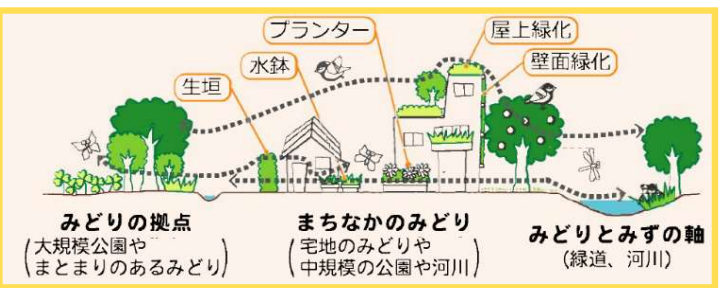 プランター
屋上緑化
水鉢
壁面緑化
生垣
みどりの拠点
(大規模公園や
まとまりのあるみどり)
まちなかのみどり
(宅地のみどりや
中規模の公園や河川)
みどりとみずの軸
(緑道、河川)